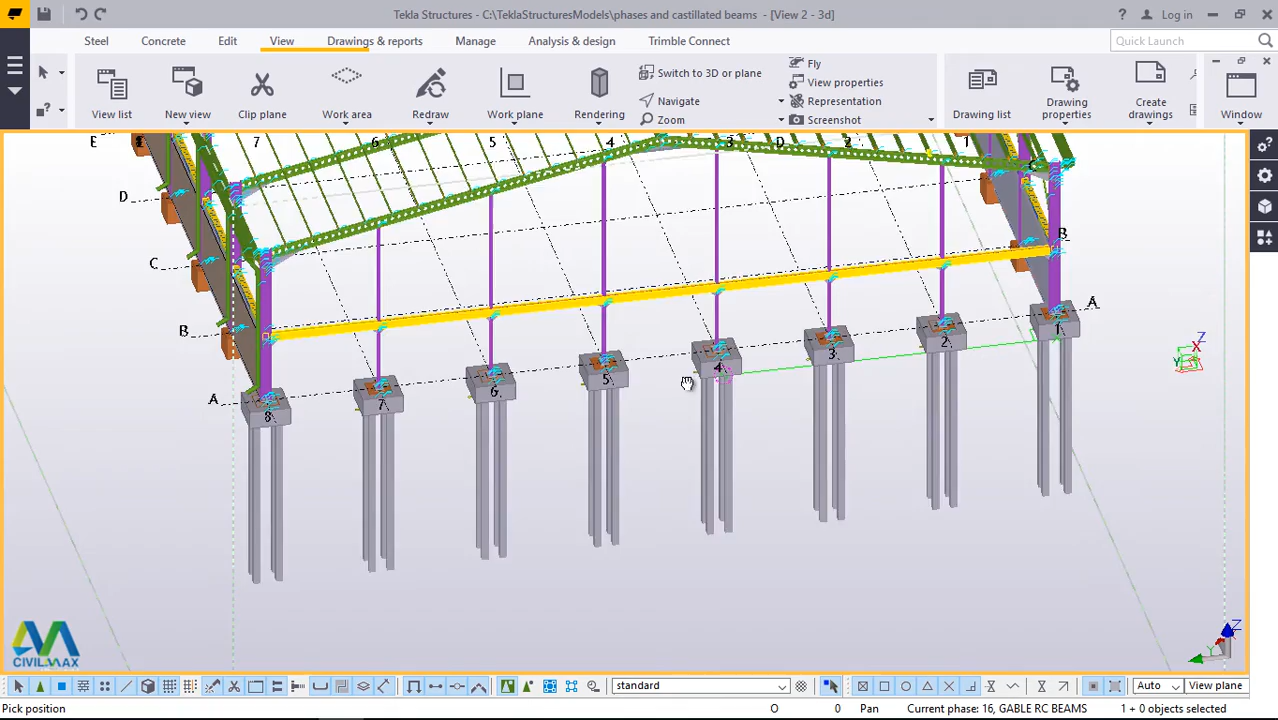 Tekla Structures - C:\TeklaStructuresModels\phases and castillated beams - [View 2 - 3d]
? Log in
Steel Concrete Edit View Drawings & reports Manage Analysis & design Trimble Connect Quick Launch
View list New view Clip plane Work area Redraw Work plane Rendering
Switch to 3D or plane
Navigate
Zoom
Fly
View properties
Representation
Screenshot
Drawing list Drawing properties Create drawings Window
E 8 7 6 5 4 3 D 2 1
D
C C
B B
A A
8 7 6 5 4 3 2 1
Z
X
Y
Z
Y
CIVILMAX
standard Auto View plane
Pick position O 0 Pan Current phase: 16, GABLE RC BEAMS 1 + 0 objects selected